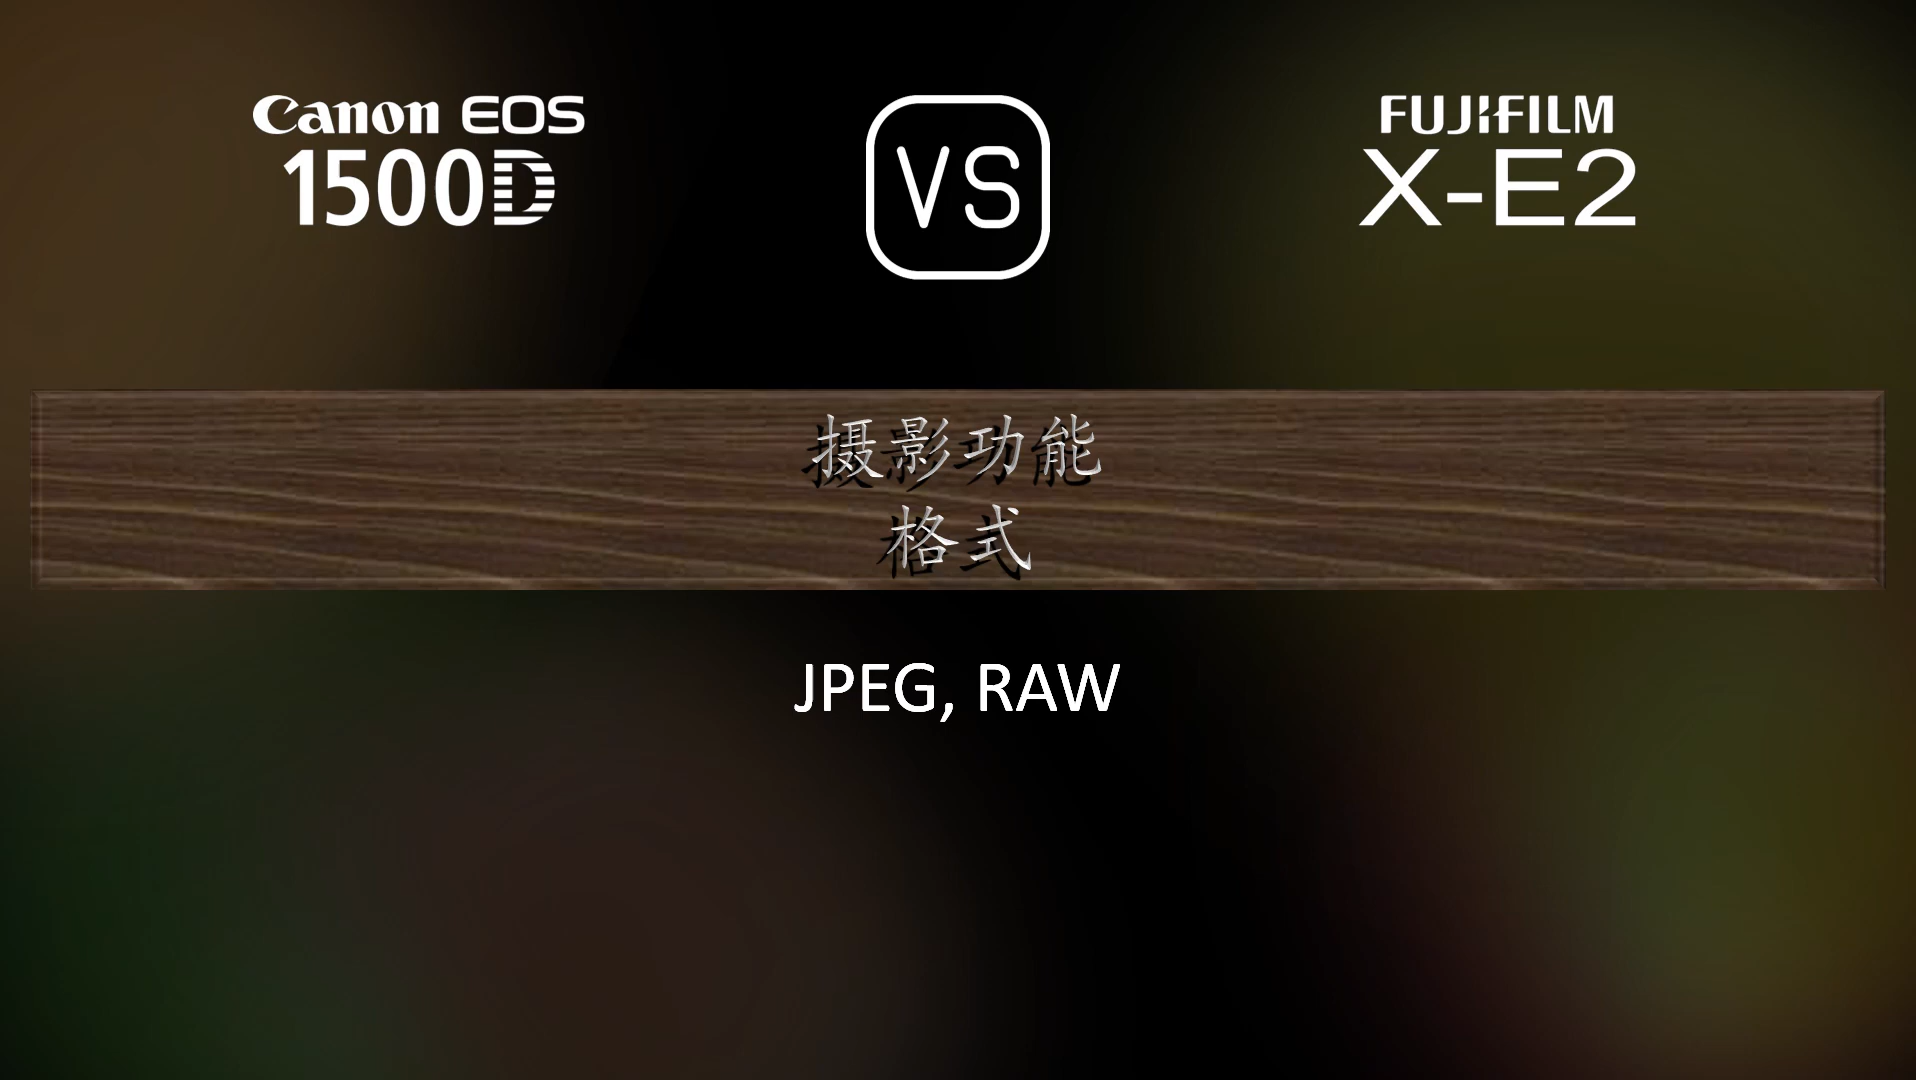 Canon EOS
1500D
VS
FUJIFILM
X-E2
摄影功能
格式
JPEG, RAW